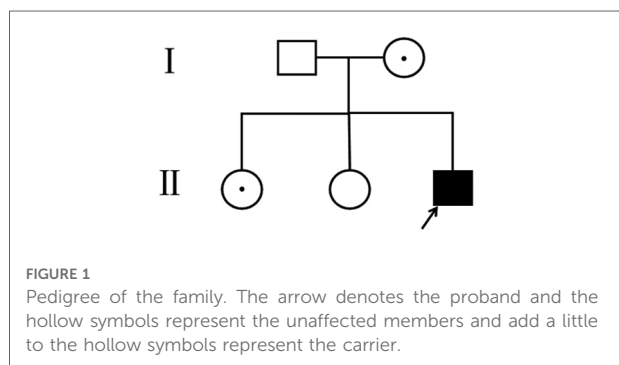 I
II
FIGURE 1
Pedigree of the family. The arrow denotes the proband and the
hollow symbols represent the unaffected members and add a little
to the hollow symbols represent the carrier.